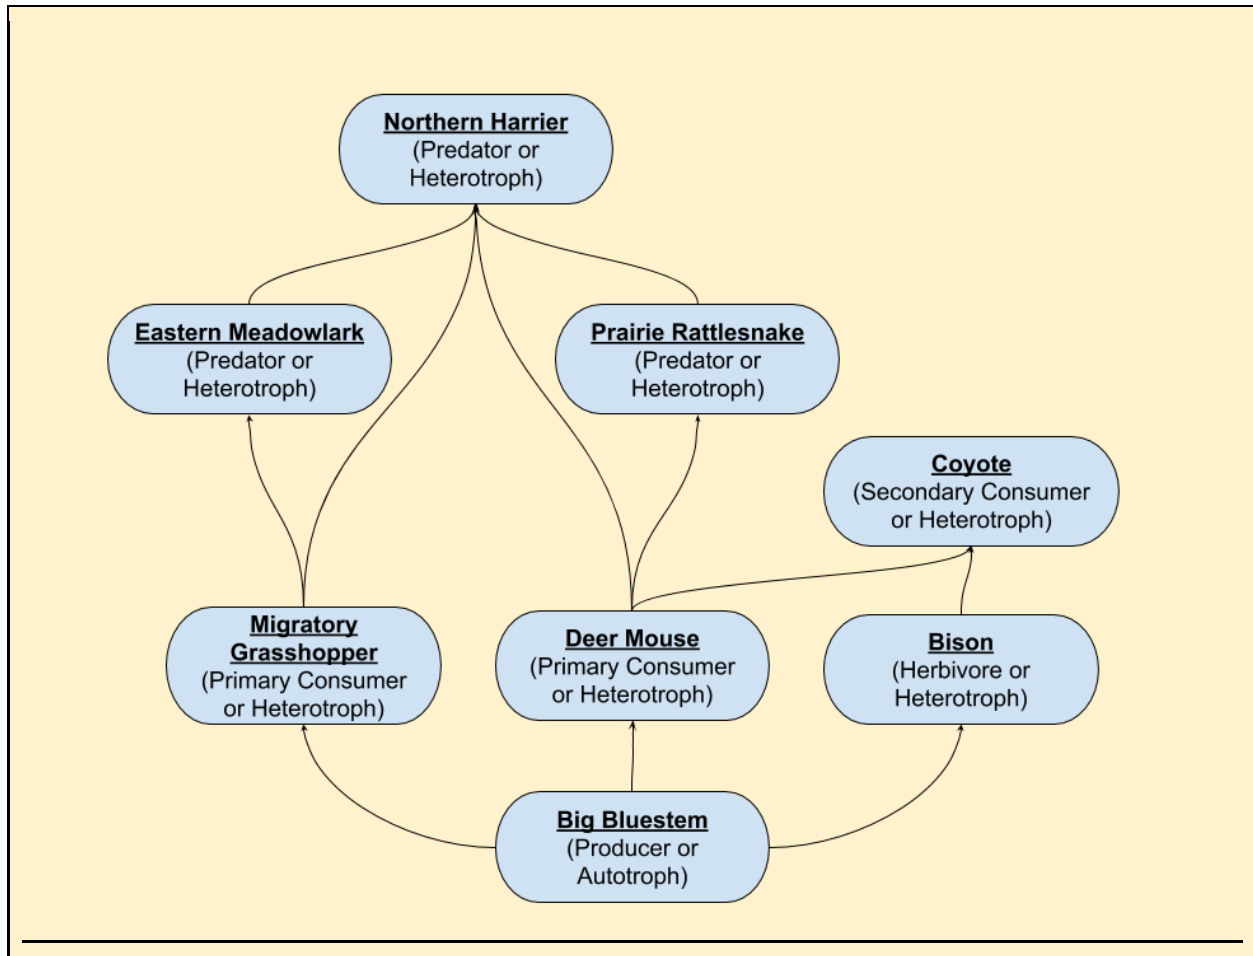 Northern Harrier
(Predator or
Heterotroph)
Eastern Meadowlark
(Predator or
Heterotroph)
Prairie Rattlesnake
(Predator or
Heterotroph)
Coyote
(Secondary Consumer
or Heterotroph)
Migratory
Grasshopper
(Primary Consumer
or Heterotroph)
Deer Mouse
(Primary Consumer
or Heterotroph)
Bison
(Herbivore or
Heterotroph)
Big Bluestem
(Producer or
Autotroph)